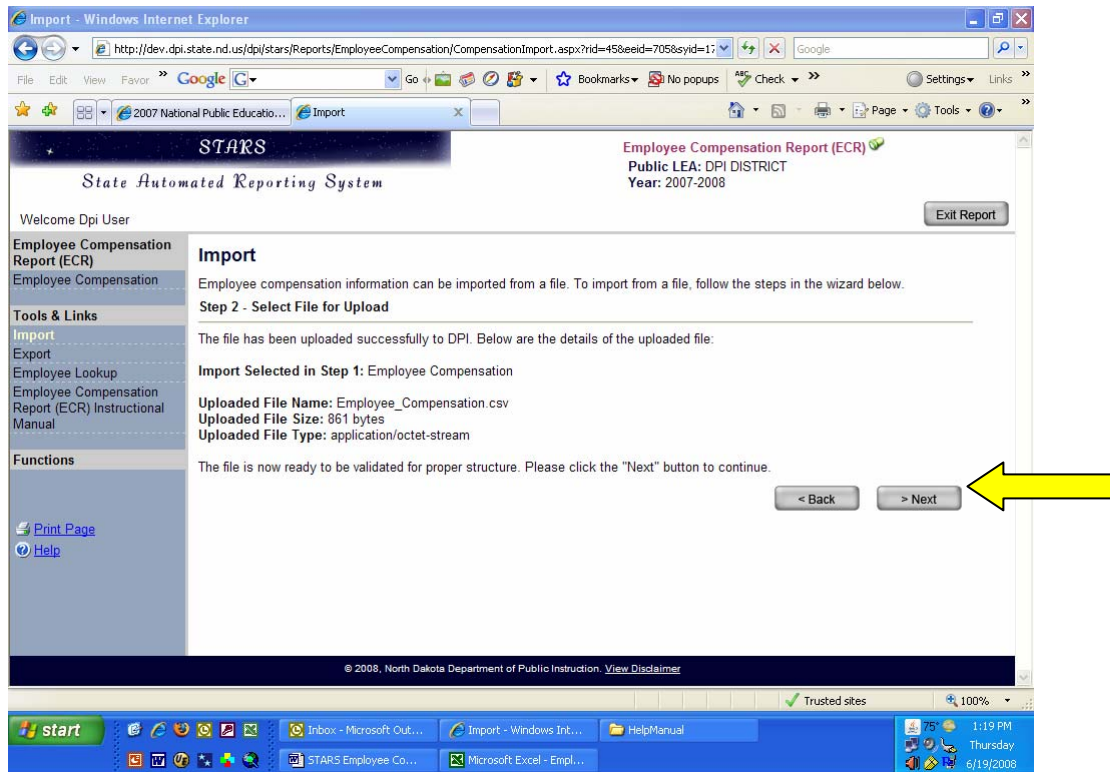 Import - Windows Internet Explorer
http://dev.dpi.state.nd.us/dpi/stars/Reports/EmployeeCompensation/CompensationImport.aspx?rid=45&eeid=705&syid=17
Google
File Edit View Favor »
Google G Go Bookmarks No popups Check » Settings Links »
2007 National Public Educatio... Import X Page Tools »
STARS
State Automated Reporting System
Employee Compensation Report (ECR)
Public LEA: DPI DISTRICT
Year: 2007-2008
Welcome Dpi User
Exit Report
Employee Compensation
Report (ECR)
Employee Compensation
Tools & Links
Import
Export
Employee Lookup
Employee Compensation
Report (ECR) Instructional
Manual
Functions
Print Page
Help
Import
Employee compensation information can be imported from a file. To import from a file, follow the steps in the wizard below.
Step 2 - Select File for Upload
The file has been uploaded successfully to DPI. Below are the details of the uploaded file:
Import Selected in Step 1: Employee Compensation
Uploaded File Name: Employee_Compensation.csv
Uploaded File Size: 861 bytes
Uploaded File Type: application/octet-stream
The file is now ready to be validated for proper structure. Please click the "Next" button to continue.
< Back > Next
© 2008, North Dakota Department of Public Instruction. View Disclaimer
Trusted sites 100%
start Inbox - Microsoft Out... Import - Windows Int... HelpManual 75° 1:19 PM
STARS Employee Co... Microsoft Excel - Empl... Thursday
6/19/2008